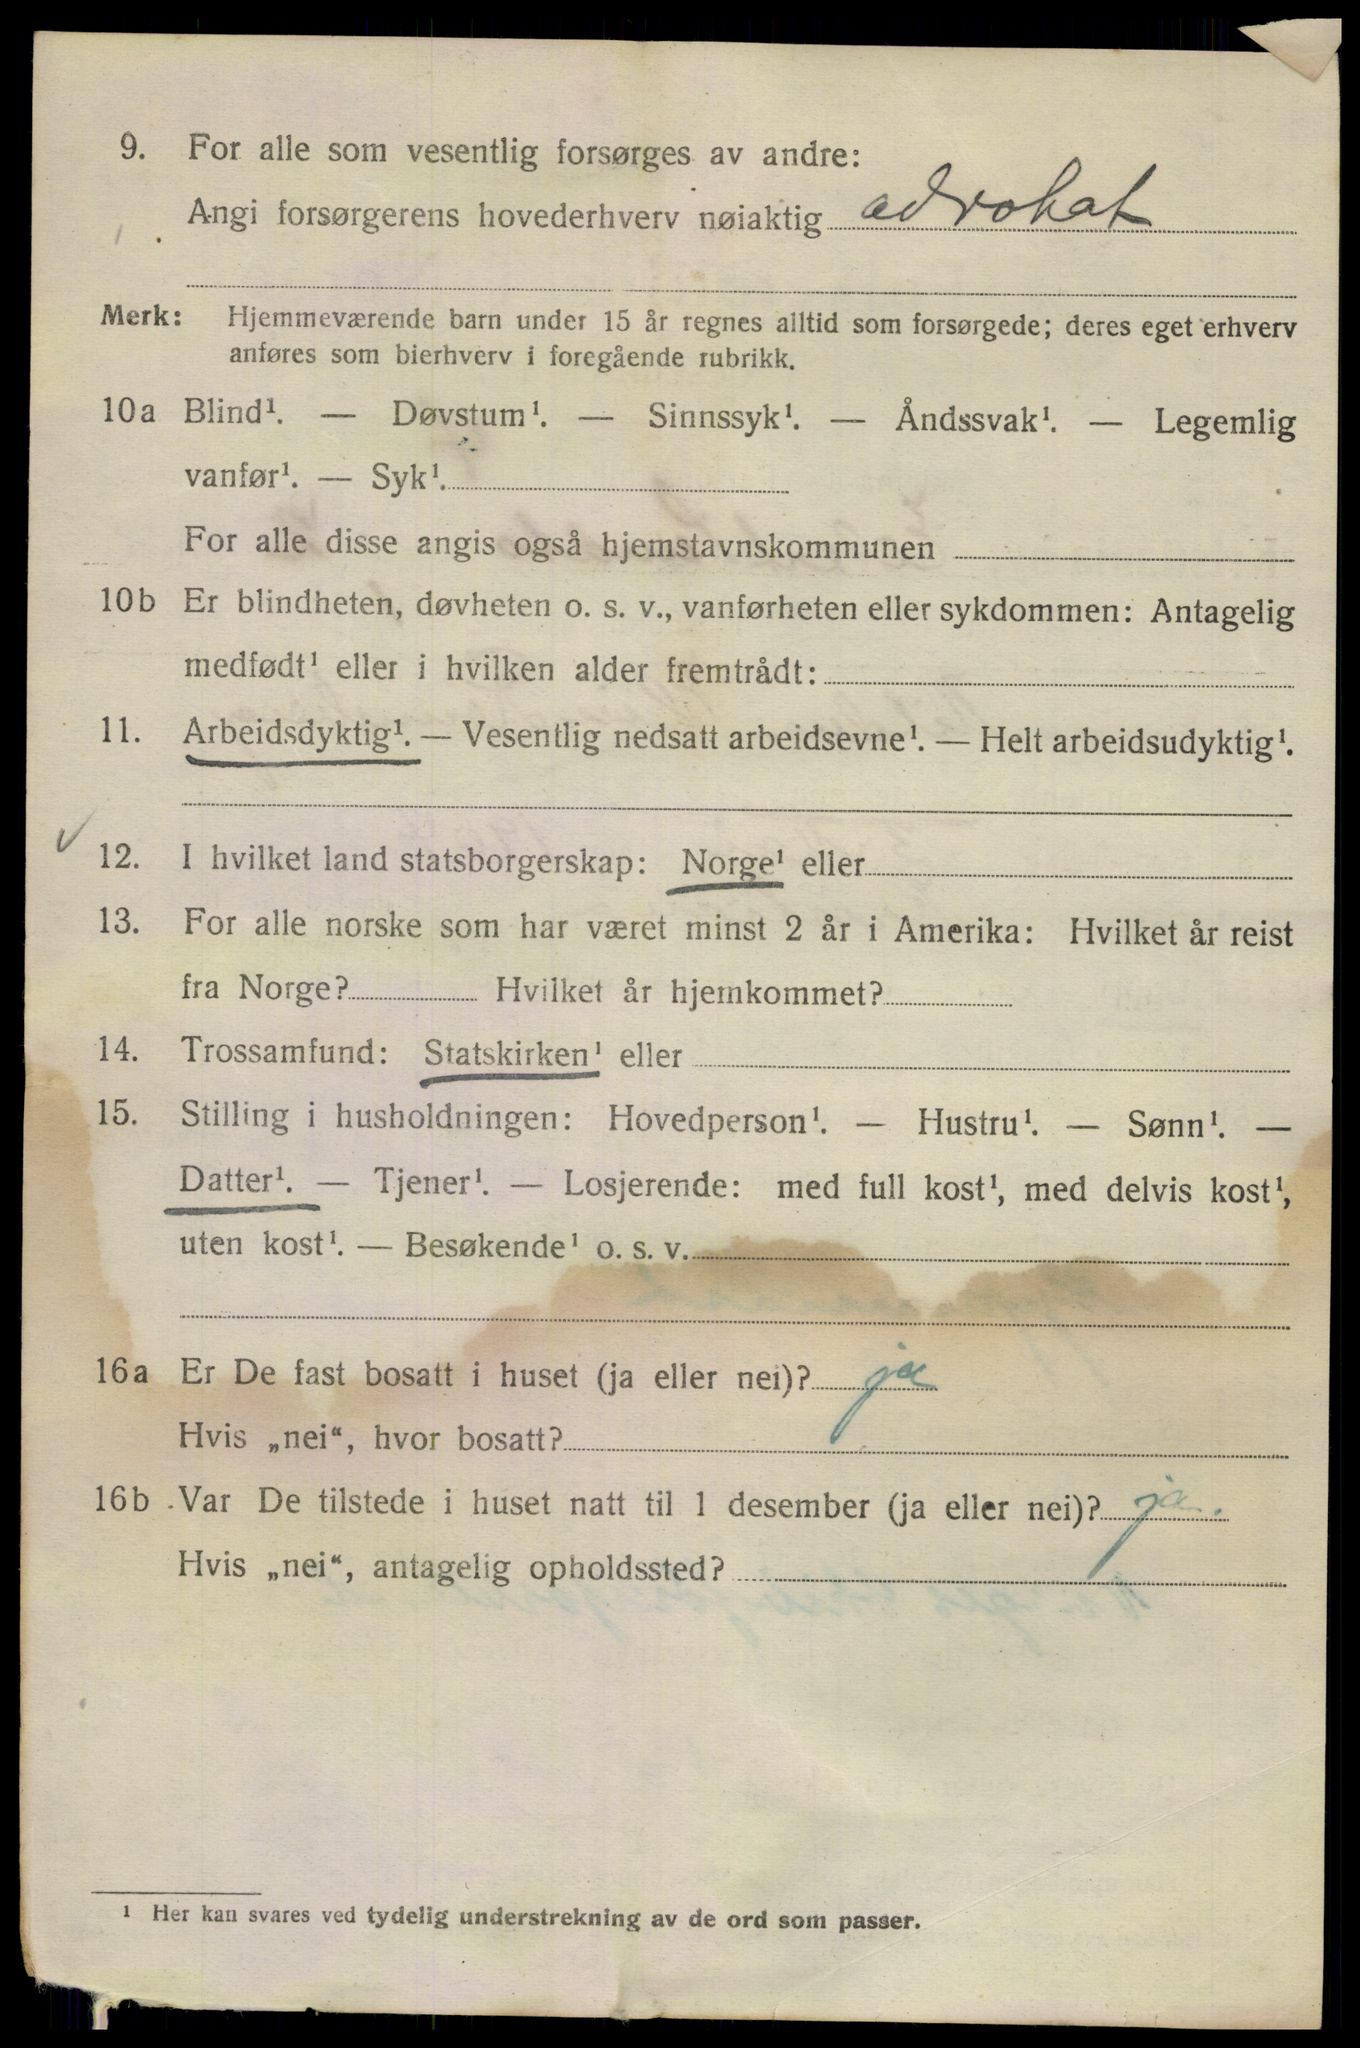 9. For alle som vesentlig forsørges av andre:
Angi forsørgerens hovederhverv nøiaktig advokat
Merk: Hjemmeværende barn under 15 år regnes alltid som forsørgede; deres eget erhverv
anføres som bierhverv i foregående rubrikk.
10a Blind¹. — Døvstum¹. — Sinnssyk¹. — Åndssvak¹. — Legemlig
vanfør¹. — Syk¹.
For alle disse angis også hjemstavnskommunen
10b Er blindheten, døvheten o. s. v., vanførheten eller sykdommen: Antagelig
medfødt¹ eller i hvilken alder fremtrådt:
11. Arbeidsdyktig¹. — Vesentlig nedsatt arbeidsevne¹. — Helt arbeidsudyktig¹.
12. I hvilket land statsborgerskap: Norge¹ eller
13. For alle norske som har været minst 2 år i Amerika: Hvilket år reist
fra Norge? Hvilket år hjemkommet?
14. Trossamfund: Statskirken¹ eller
15. Stilling i husholdningen: Hovedperson¹. — Hustru¹. — Sønn¹. —
Datter¹. — Tjener¹. — Losjerende: med full kost¹, med delvis kost¹,
uten kost¹. — Besøkende¹ o. s. v.
16a Er De fast bosatt i huset (ja eller nei)? ja
Hvis „nei“, hvor bosatt?
16b Var De tilstede i huset natt til 1 desember (ja eller nei)? ja.
Hvis „nei“, antagelig opholdssted?
¹ Her kan svares ved tydelig understrekning av de ord som passer.